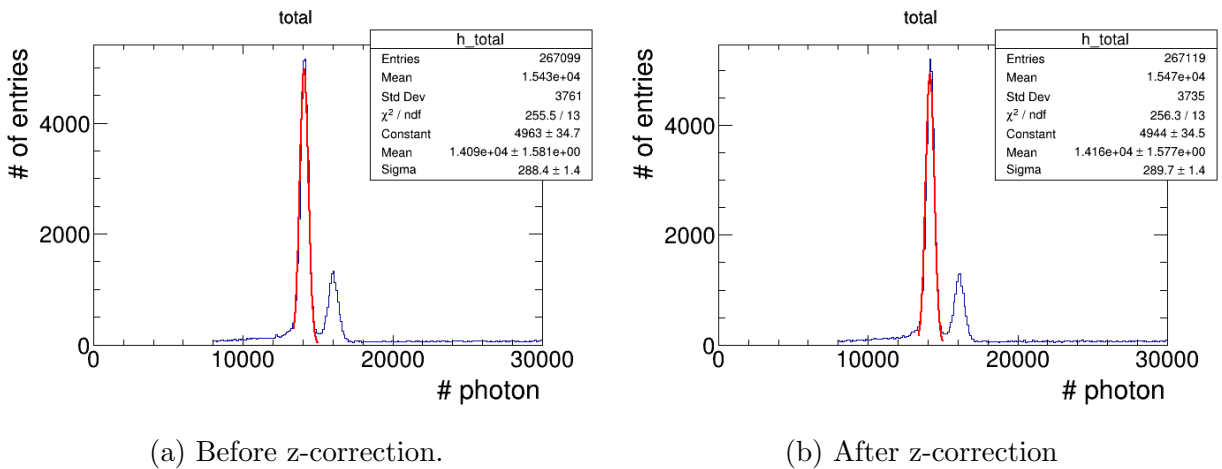 total
h_total
Entries 267099
Mean 1.543e+04
Std Dev 3761
χ² / ndf 255.5 / 13
Constant 4963 ± 34.7
Mean 1.409e+04 ± 1.581e+00
Sigma 288.4 ± 1.4
# of entries
4000
2000
0
0 10000 20000 30000
# photon
(a) Before z-correction.
total
h_total
Entries 267119
Mean 1.547e+04
Std Dev 3735
χ² / ndf 256.3 / 13
Constant 4944 ± 34.5
Mean 1.416e+04 ± 1.577e+00
Sigma 289.7 ± 1.4
# of entries
4000
2000
0
0 10000 20000 30000
# photon
(b) After z-correction